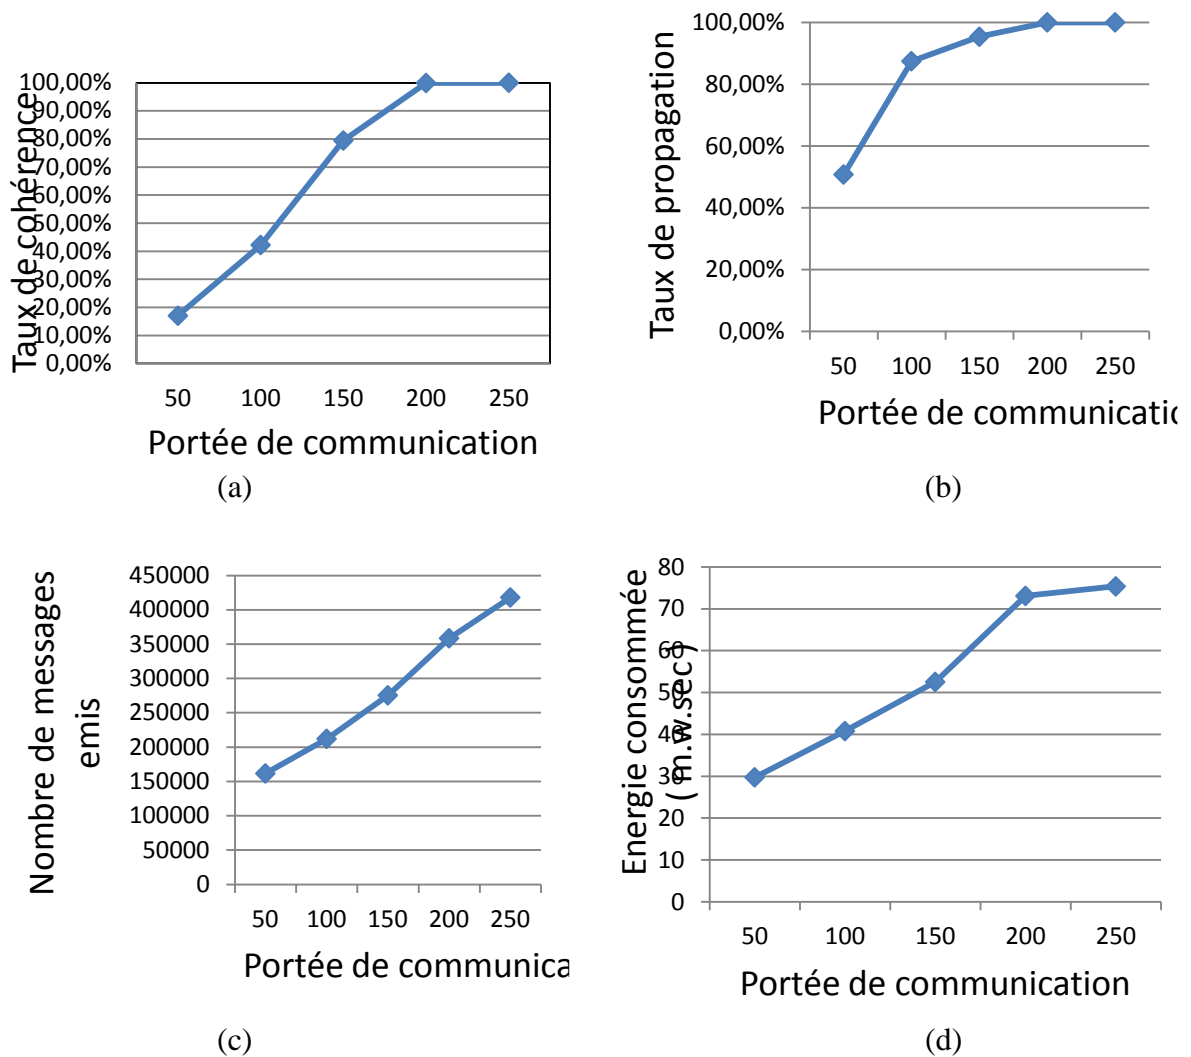 Taux de cohérence
100,00%
90,00%
80,00%
70,00%
60,00%
50,00%
40,00%
30,00%
20,00%
10,00%
0,00%
50 100 150 200 250
Portée de communication
(a)
Taux de propagation
100,00%
80,00%
60,00%
40,00%
20,00%
0,00%
50 100 150 200 250
Portée de communicatio
(b)
Nombre de messages
emis
450000
400000
350000
300000
250000
200000
150000
100000
50000
0
50 100 150 200 250
Portée de communica
(c)
Energie consommée
( m.w.sec )
80
70
60
50
40
30
20
10
0
50 100 150 200 250
Portée de communication
(d)